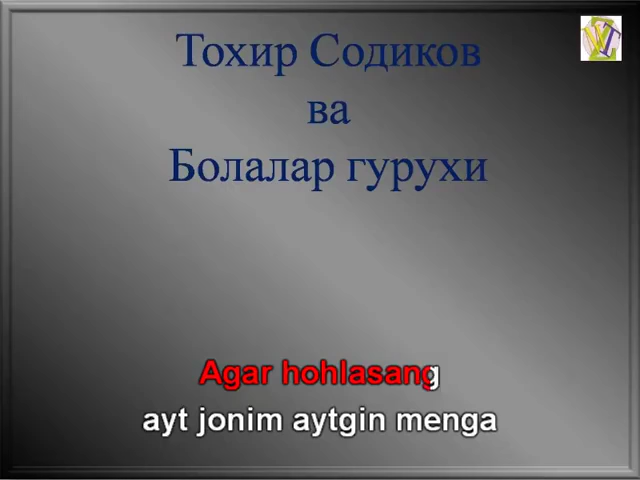 Тохир Содиков
ва
Болалар гурухи
Agar hohlasang
ayt jonim aytgin menga